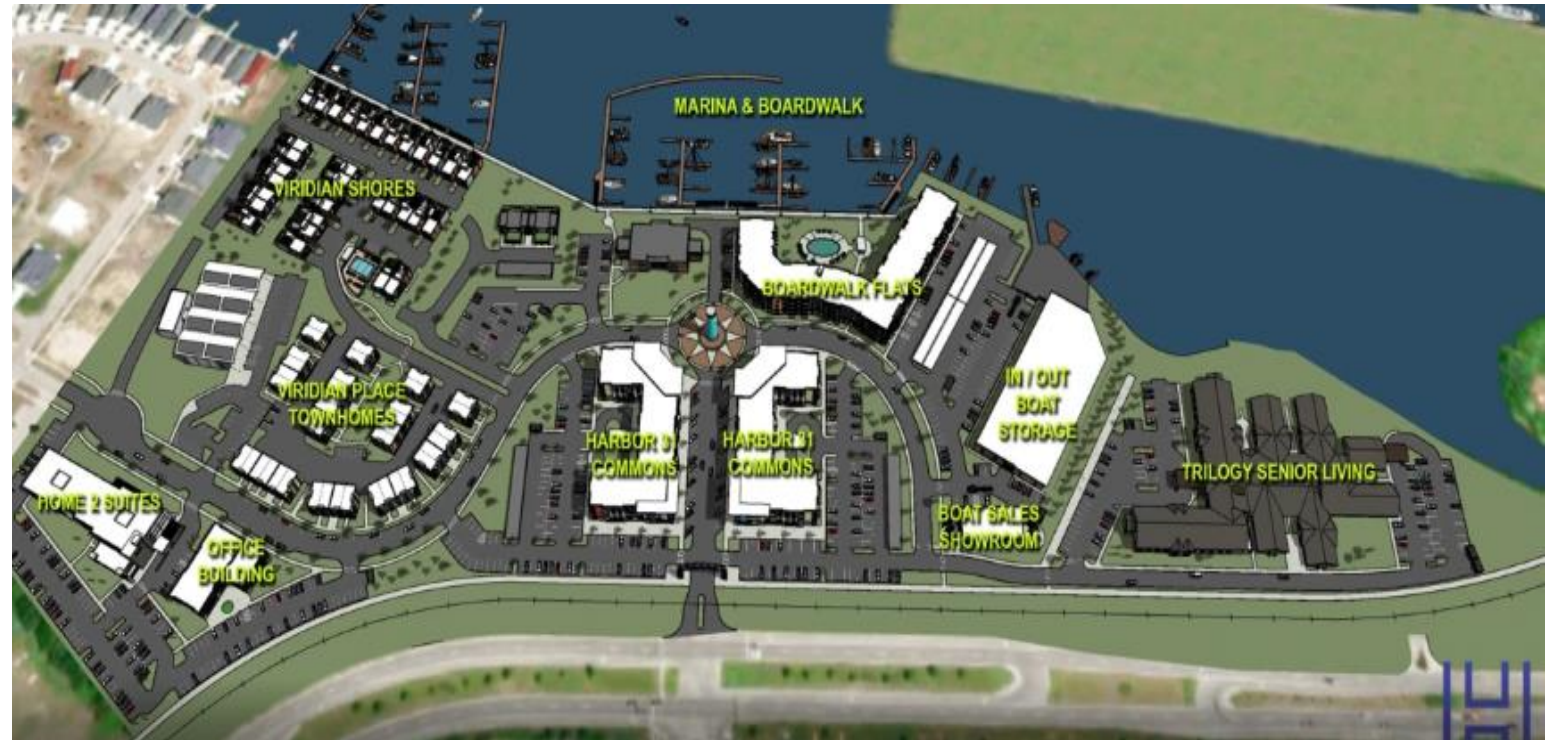 MARINA & BOARDWALK
VIRIDIAN SHORES
BOARDWALK FLATS
VIRIDIAN PLACE
TOWNHOMES
IN / OUT
BOAT
STORAGE
HARBOR 31
COMMONS
HARBOR 31
COMMONS
TRILOGY SENIOR LIVING
HOME 2 SUITES
BOAT SALES
SHOWROOM
OFFICE
BUILDING